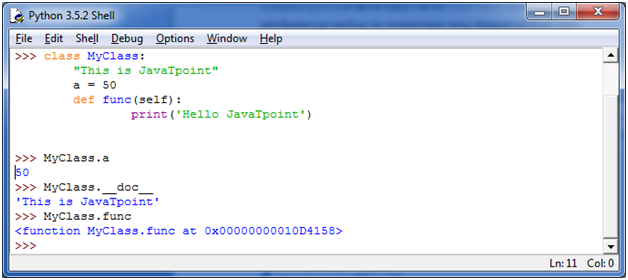 Python 3.5.2 Shell
File Edit Shell Debug Options Window Help
>>> class MyClass:
        "This is JavaTpoint"
        a = 50
        def func(self):
                print('Hello JavaTpoint')
>>> MyClass.a
50
>>> MyClass.__doc__
'This is JavaTpoint'
>>> MyClass.func
<function MyClass.func at 0x00000000010D4158>
>>>
Ln: 11 Col: 0